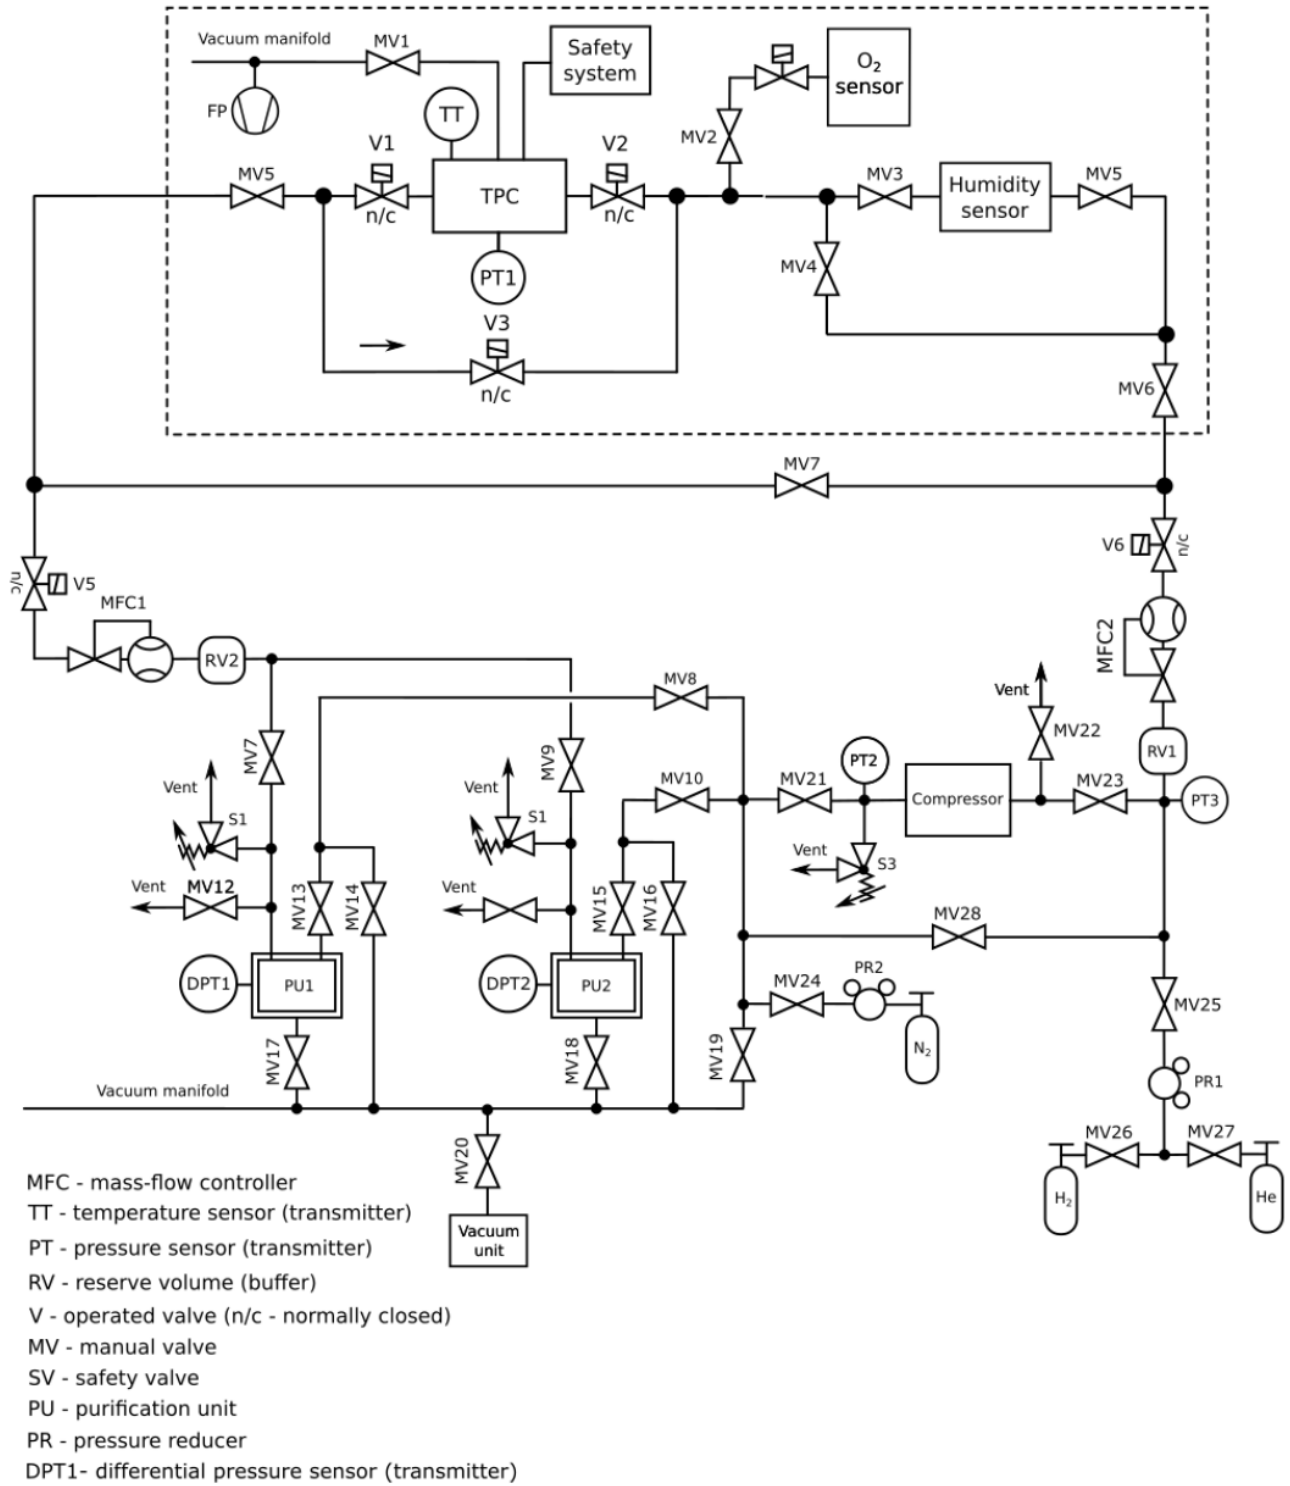 Vacuum manifold
MV1
Safety
system
O₂
sensor
FP
TT
MV2
V1
V2
MV5
n/c
TPC
n/c
MV3
Humidity
sensor
MV5
PT1
MV4
V3
n/c
MV6
MV7
V6
n/c
n/c
V5
MFC1
RV2
MFC2
MV8
Vent
MV22
RV1
MV7
MV9
PT2
MV10
MV21
Compressor
MV23
PT3
Vent
S1
Vent
S1
Vent
S3
Vent
MV12
MV13
MV14
Vent
MV15
MV16
MV28
DPT1
PU1
DPT2
PU2
MV24
PR2
N₂
MV25
MV17
MV18
MV19
PR1
Vacuum manifold
MV20
MV26
MV27
H₂
He
Vacuum
unit
MFC - mass-flow controller
TT - temperature sensor (transmitter)
PT - pressure sensor (transmitter)
RV - reserve volume (buffer)
V - operated valve (n/c - normally closed)
MV - manual valve
SV - safety valve
PU - purification unit
PR - pressure reducer
DPT1- differential pressure sensor (transmitter)